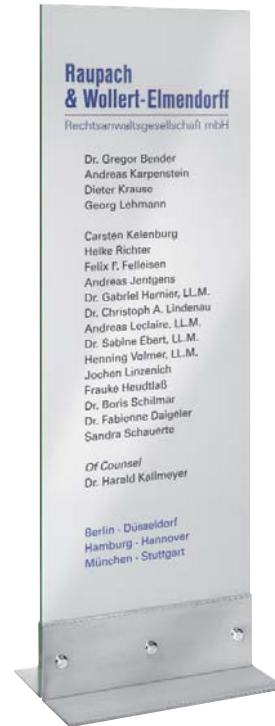 Raupach
& Wollert-Elmendorff
Rechtsanwaltsgesellschaft mbH
Dr. Gregor Bender
Andreas Karpenstein
Dieter Krause
Georg Lehmann
Carsten Kelenburg
Heike Richter
Felix F. Felleisen
Andreas Jentgens
Dr. Gabriel Harnier, LL.M.
Dr. Christoph A. Lindenau
Andreas Leclaire, LL.M.
Dr. Sabine Ebert, LL.M.
Henning Volmer, LL.M.
Jochen Linzenich
Frauke Heudtlaß
Dr. Boris Schilmar
Dr. Fabienne Daigeler
Sandra Schauerte
Of Counsel
Dr. Harald Kallmeyer
Berlin · Düsseldorf
Hamburg · Hannover
München · Stuttgart